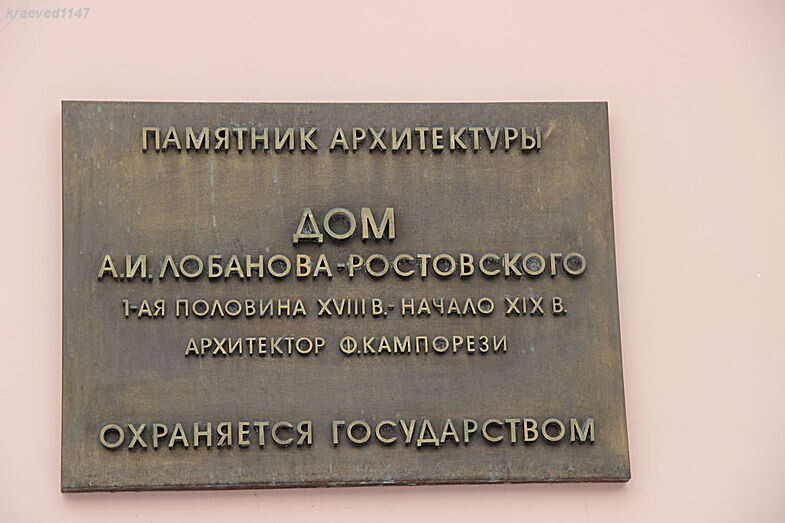 kraeved1147
ПАМЯТНИК АРХИТЕКТУРЫ
ДОМ
А.И. ЛОБАНОВА-РОСТОВСКОГО
1-АЯ ПОЛОВИНА XVIII В.- НАЧАЛО XIX В.
АРХИТЕКТОР Ф.КАМПОРЕЗИ
ОХРАНЯЕТСЯ ГОСУДАРСТВОМ